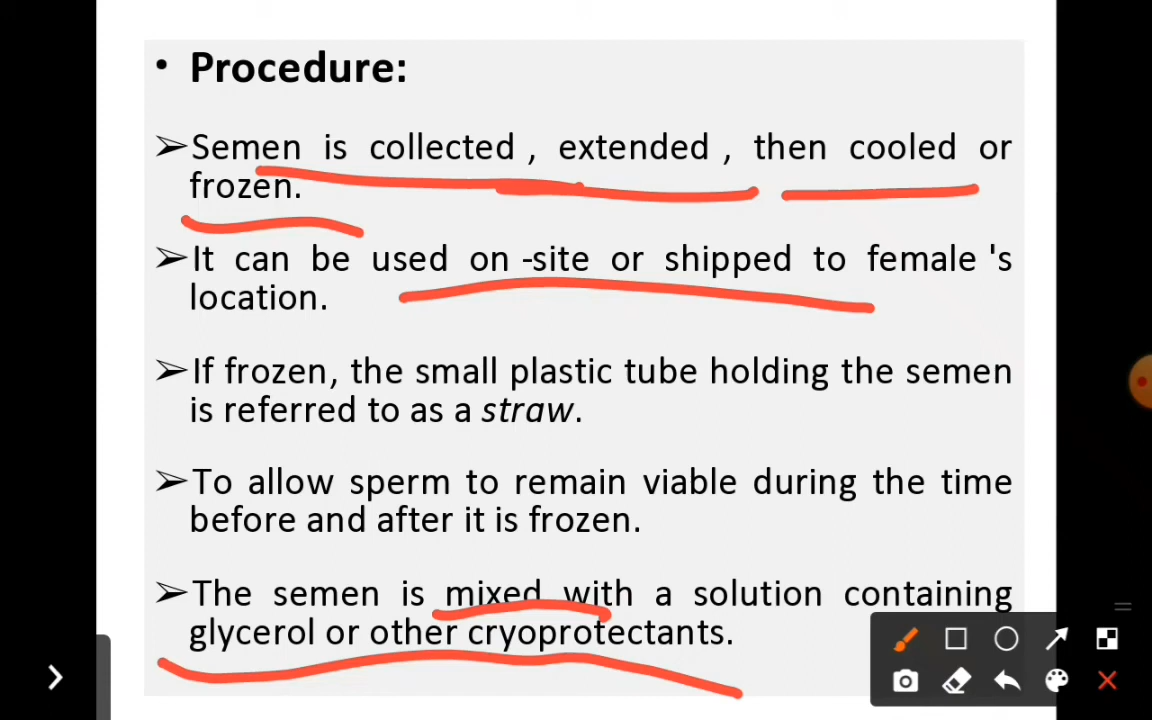 • Procedure:
➢Semen is collected , extended , then cooled or
frozen.
➢It can be used on -site or shipped to female 's
location.
➢If frozen, the small plastic tube holding the semen
is referred to as a straw.
➢To allow sperm to remain viable during the time
before and after it is frozen.
➢The semen is mixed with a solution containing
glycerol or other cryoprotectants.